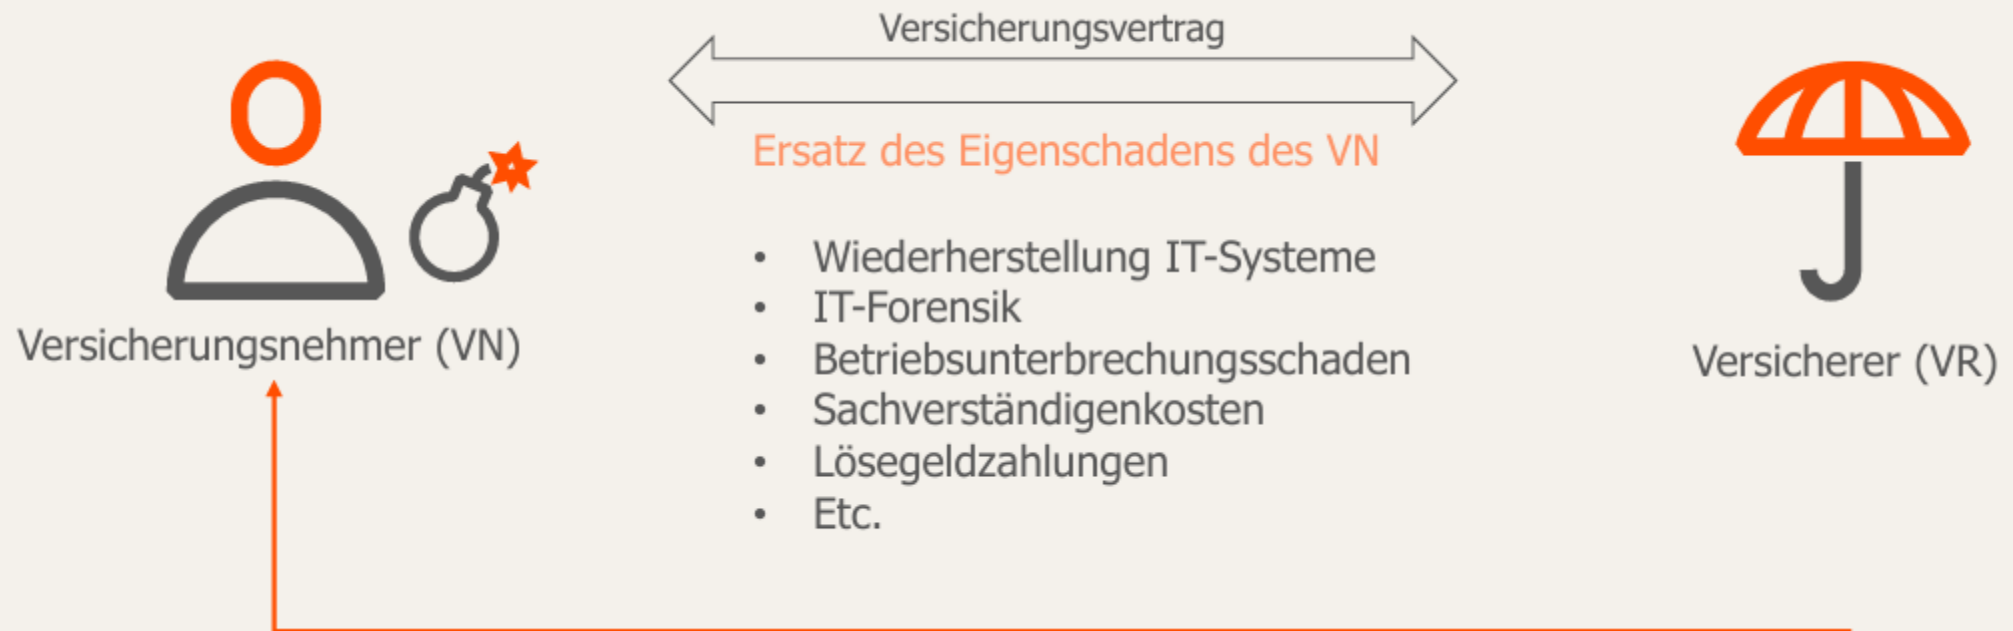 Versicherungsvertrag
Ersatz des Eigenschadens des VN
• Wiederherstellung IT-Systeme
• IT-Forensik
• Betriebsunterbrechungsschaden
• Sachverständigenkosten
• Lösegeldzahlungen
• Etc.
Versicherungsnehmer (VN)
Versicherer (VR)